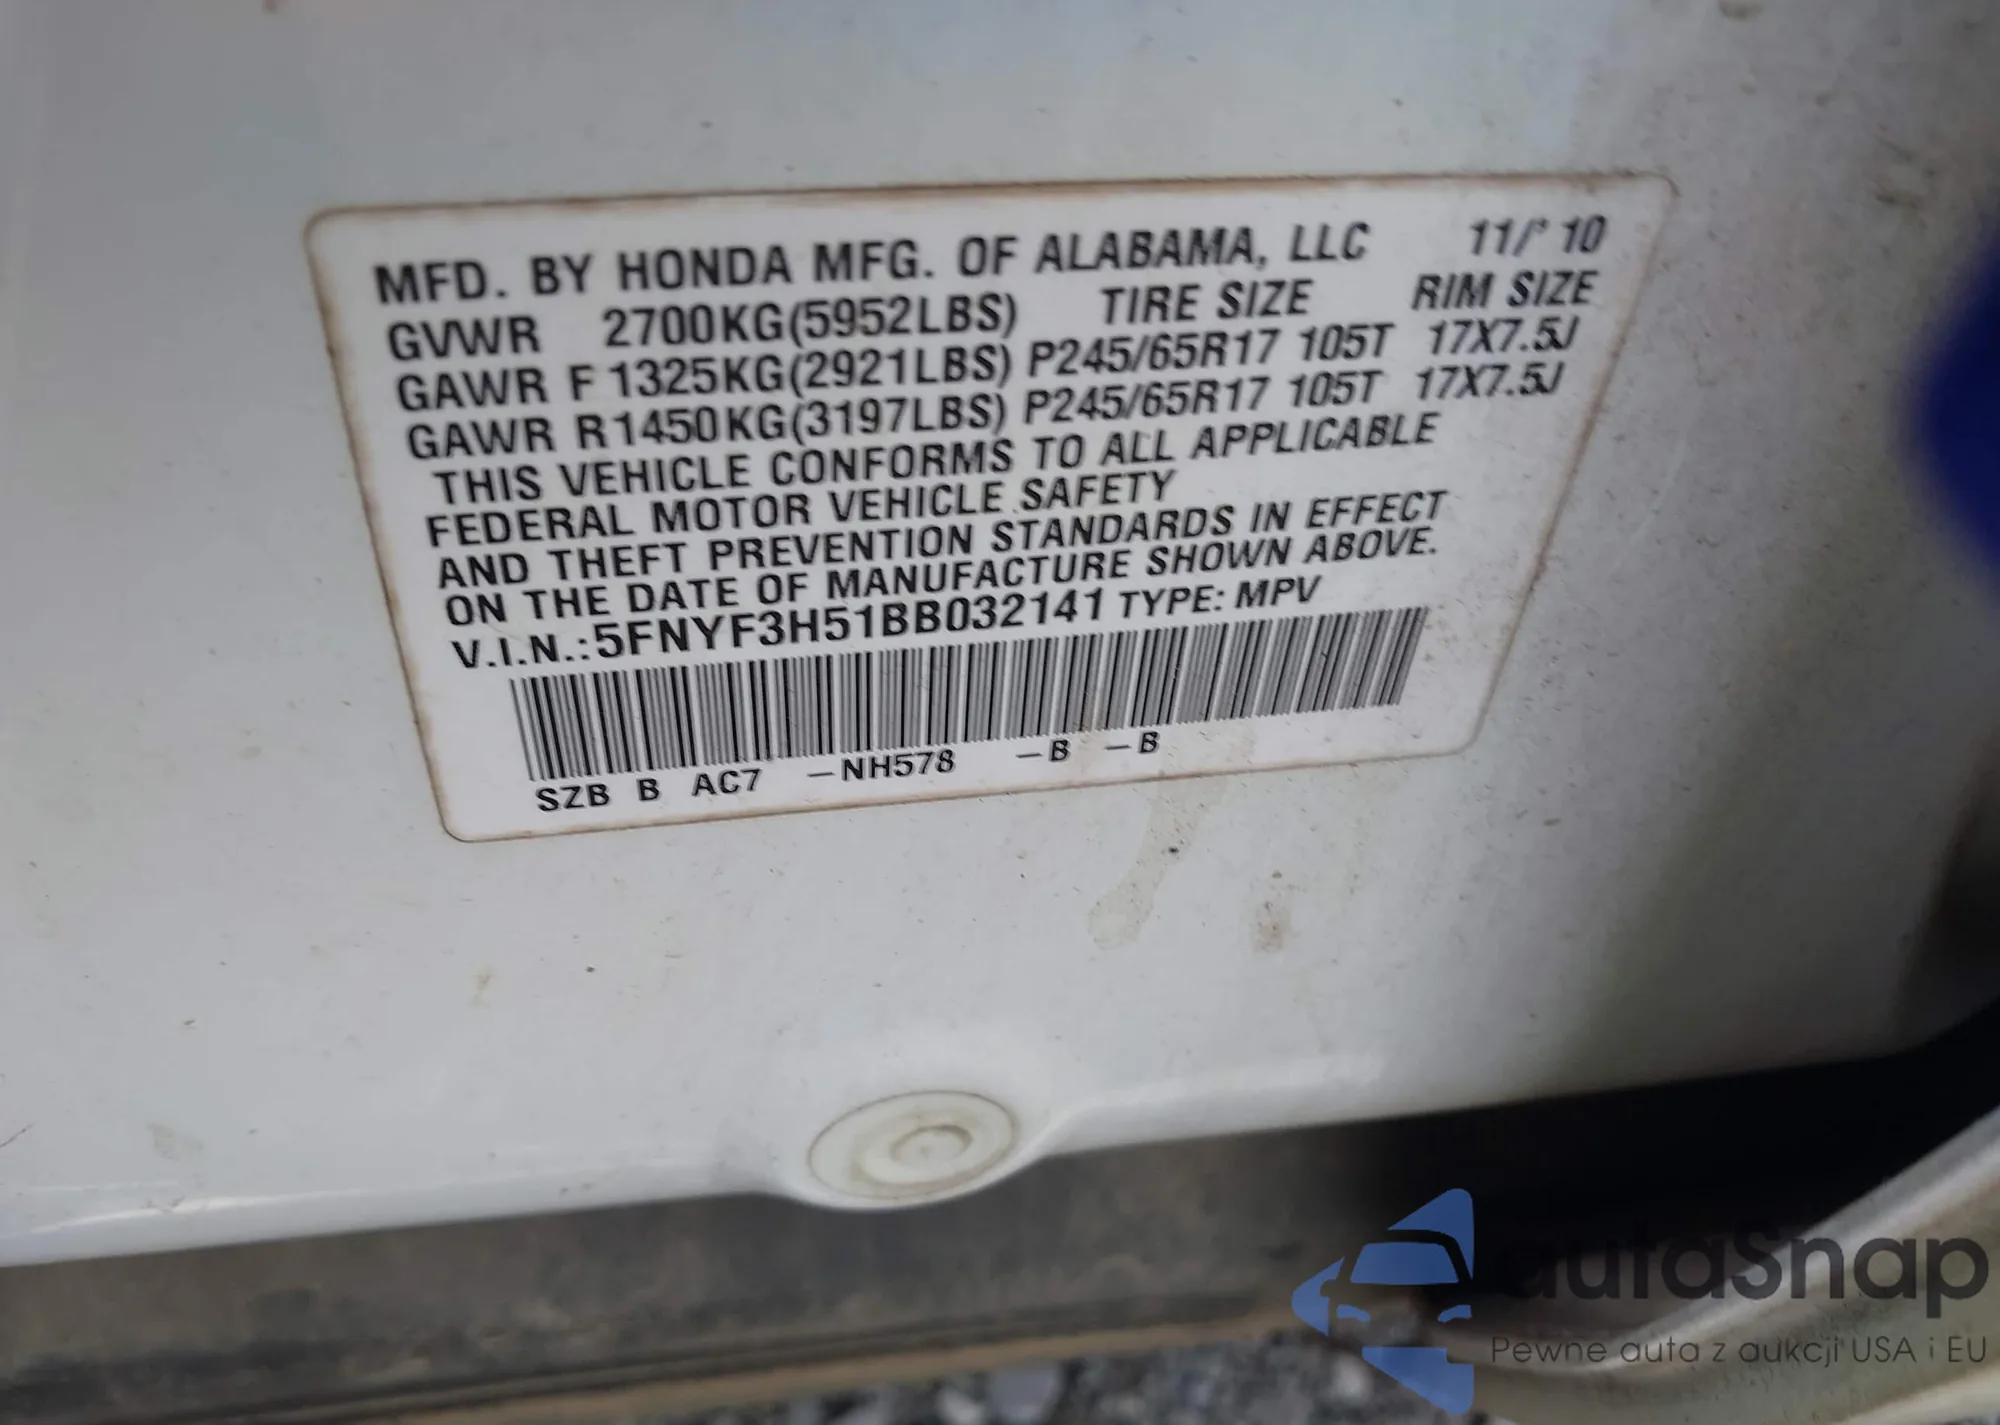 MFD. BY HONDA MFG. OF ALABAMA, LLC 11/' 10
GVWR 2700KG(5952LBS) TIRE SIZE RIM SIZE
GAWR F 1325KG(2921LBS) P245/65R17 105T 17X7.5J
GAWR R 1450KG(3197LBS) P245/65R17 105T 17X7.5J
THIS VEHICLE CONFORMS TO ALL APPLICABLE
FEDERAL MOTOR VEHICLE SAFETY
AND THEFT PREVENTION STANDARDS IN EFFECT
ON THE DATE OF MANUFACTURE SHOWN ABOVE.
V.I.N.:5FNYF3H51BB032141 TYPE: MPV
SZB B AC7 –NH578 –B –B
autaSnap
Pewne auta z aukcji USA i EU